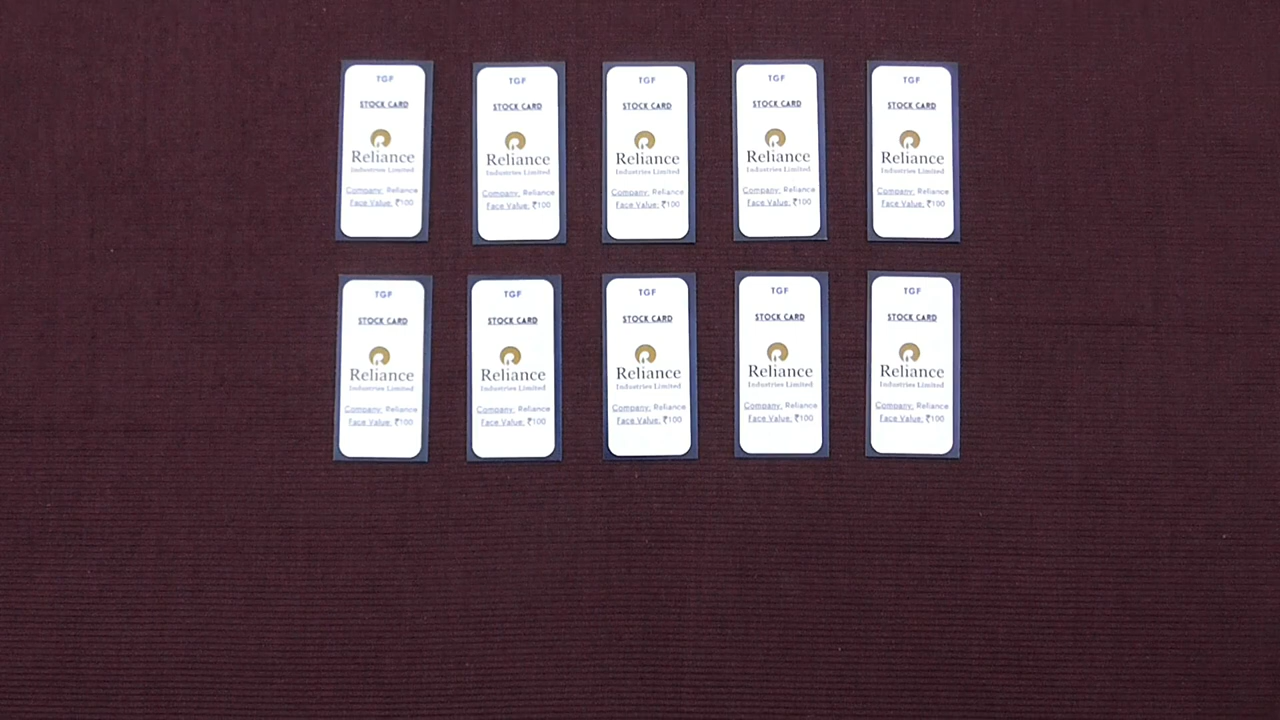 TGF
STOCK CARD
Reliance
Industries Limited
Company: Reliance
Face Value: ₹100
TGF
STOCK CARD
Reliance
Industries Limited
Company: Reliance
Face Value: ₹100
TGF
STOCK CARD
Reliance
Industries Limited
Company: Reliance
Face Value: ₹100
TGF
STOCK CARD
Reliance
Industries Limited
Company: Reliance
Face Value: ₹100
TGF
STOCK CARD
Reliance
Industries Limited
Company: Reliance
Face Value: ₹100
TGF
STOCK CARD
Reliance
Industries Limited
Company: Reliance
Face Value: ₹100
TGF
STOCK CARD
Reliance
Industries Limited
Company: Reliance
Face Value: ₹100
TGF
STOCK CARD
Reliance
Industries Limited
Company: Reliance
Face Value: ₹100
TGF
STOCK CARD
Reliance
Industries Limited
Company: Reliance
Face Value: ₹100
TGF
STOCK CARD
Reliance
Industries Limited
Company: Reliance
Face Value: ₹100